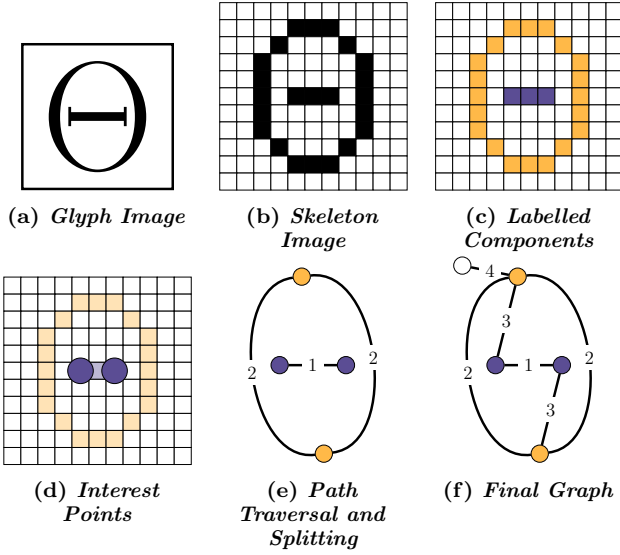 Θ
(a) Glyph Image
(b) Skeleton
Image
(c) Labelled
Components
1
2
2
4
3
1
2
2
3
(d) Interest
Points
(e) Path
Traversal and
Splitting
(f) Final Graph